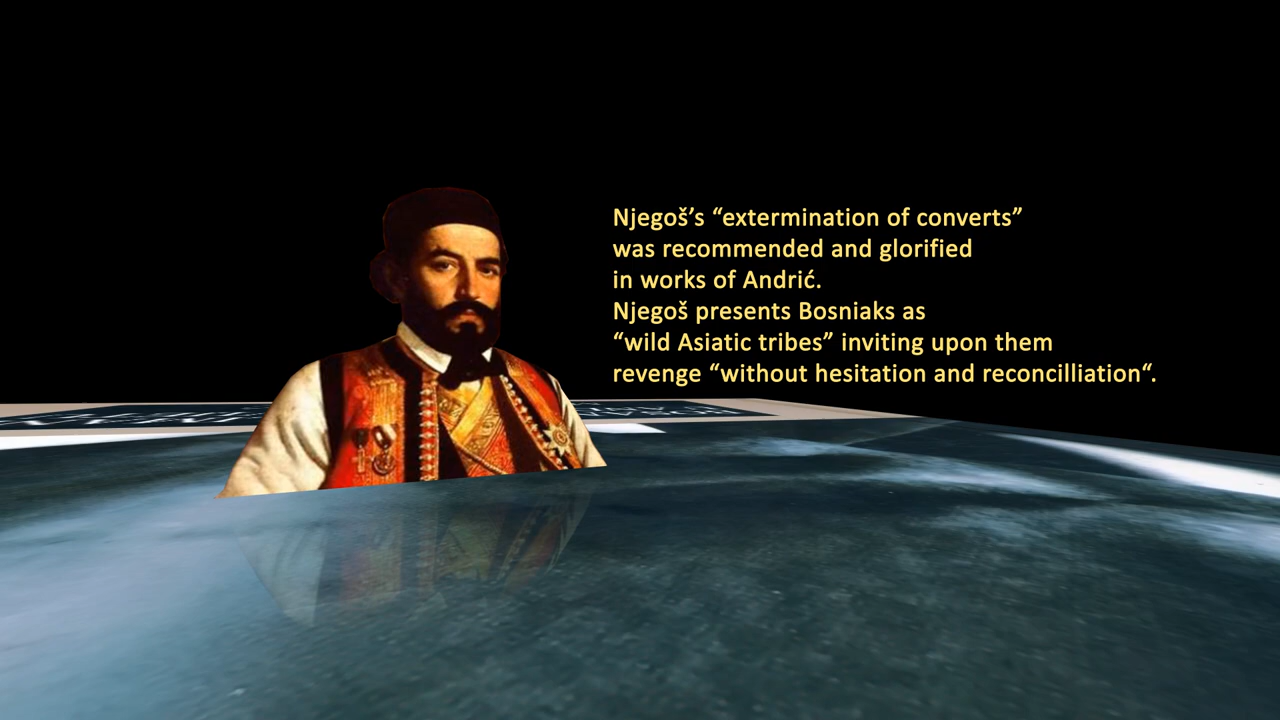 Njegoš’s “extermination of converts”
was recommended and glorified
in works of Andrić.
Njegoš presents Bosniaks as
“wild Asiatic tribes” inviting upon them
revenge “without hesitation and reconcilliation“.